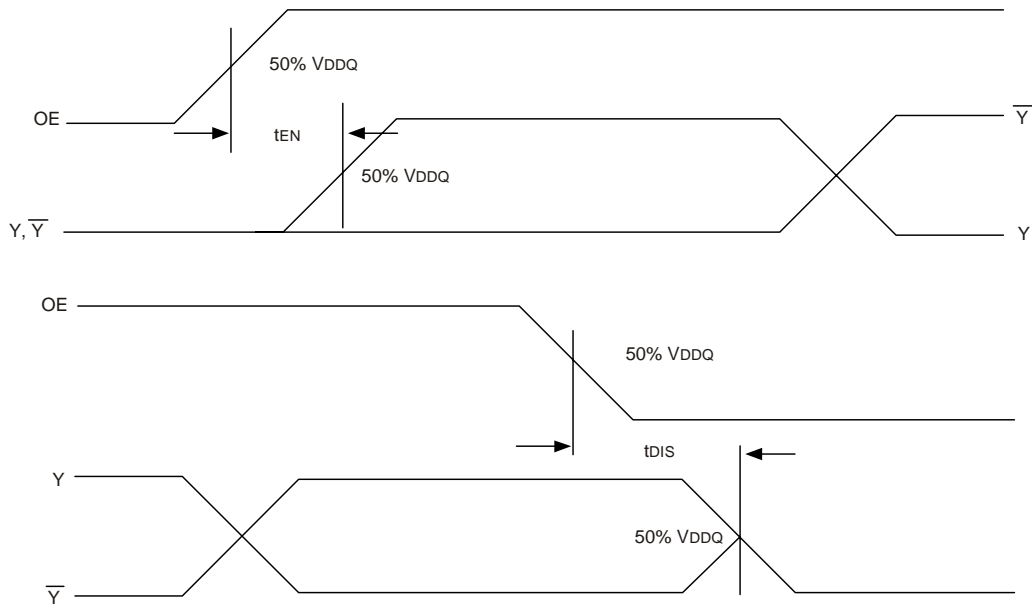 50% VDDQ
OE
tEN
Y̅
50% VDDQ
Y, Y̅
Y
OE
50% VDDQ
tDIS
Y
50% VDDQ
Y̅